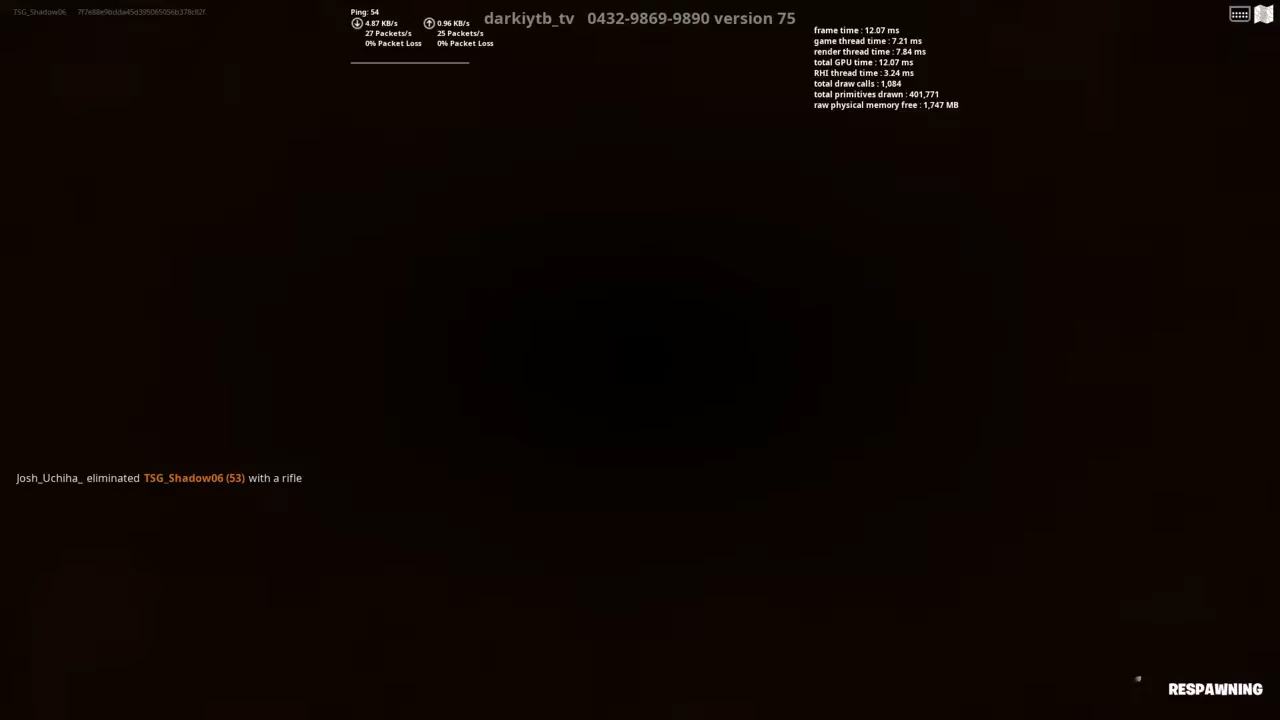 TSG_Shadow06
Ping: 54
4.87 KB/s 0.96 KB/s
27 Packets/s 25 Packets/s
0% Packet Loss 0% Packet Loss
darkiytb_tv 0432-9869-9890 version 75
frame time : 12.07 ms
game thread time : 7.21 ms
render thread time : 7.84 ms
total GPU time : 12.07 ms
RHI thread time : 3.24 ms
total draw calls : 1,084
total primitives drawn : 401,771
raw physical memory free : 1,747 MB
Josh_Uchiha_ eliminated TSG_Shadow06 (53) with a rifle
RESPAWNING